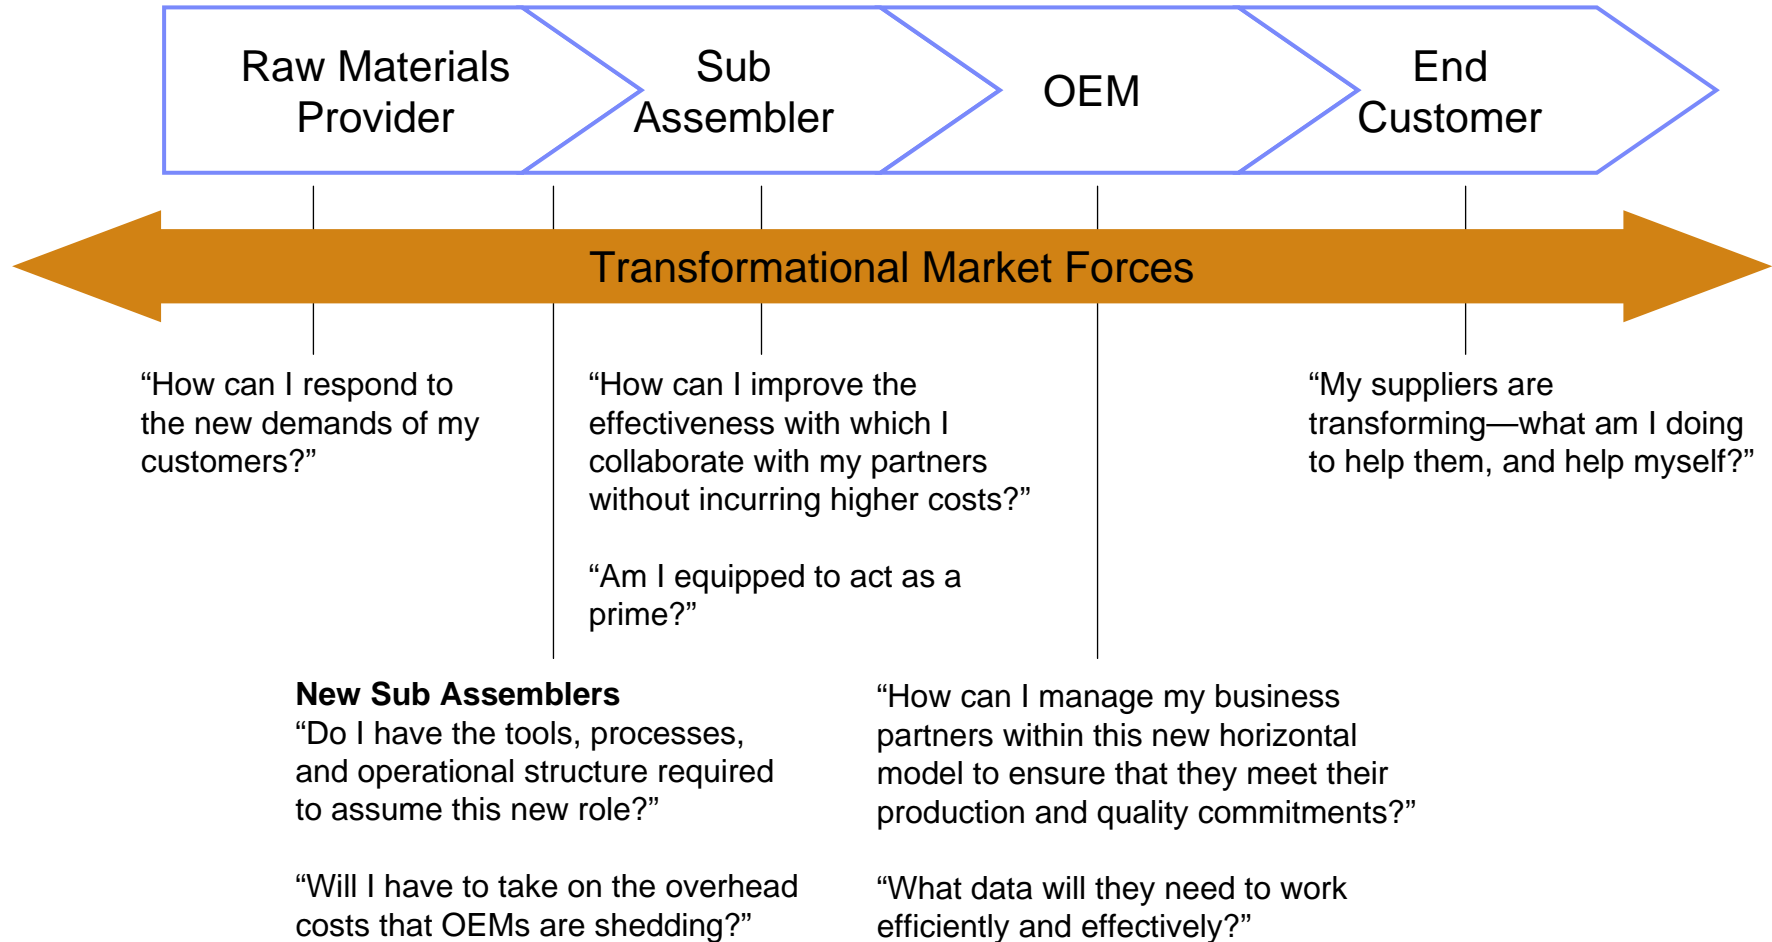 Raw Materials
Provider
Sub
Assembler
OEM
End
Customer
Transformational Market Forces
“How can I respond to
the new demands of my
customers?”
“How can I improve the
effectiveness with which I
collaborate with my partners
without incurring higher costs?”
“Am I equipped to act as a
prime?”
“My suppliers are
transforming—what am I doing
to help them, and help myself?”
New Sub Assemblers
“Do I have the tools, processes,
and operational structure required
to assume this new role?”
“Will I have to take on the overhead
costs that OEMs are shedding?”
“How can I manage my business
partners within this new horizontal
model to ensure that they meet their
production and quality commitments?”
“What data will they need to work
efficiently and effectively?”